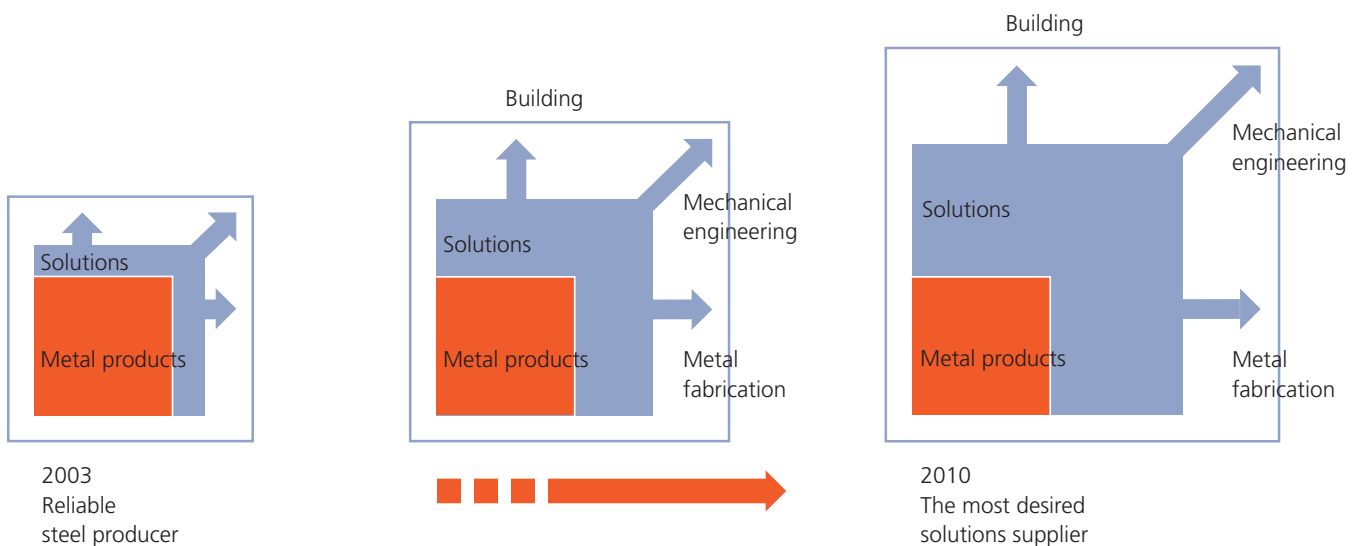 Solutions
Metal products
2003
Reliable
steel producer
Building
Solutions
Mechanical
engineering
Metal products
Metal
fabrication
Building
Solutions
Mechanical
engineering
Metal products
Metal
fabrication
2010
The most desired
solutions supplier